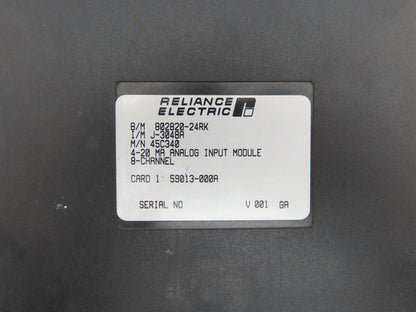 RELIANCE
ELECTRIC
B/M 802820-24RK
I/M J-3048A
M/N 45C340
4-20 MA ANALOG INPUT MODULE
8-CHANNEL
CARD 1 59013-000A
SERIAL NO V 001 GA